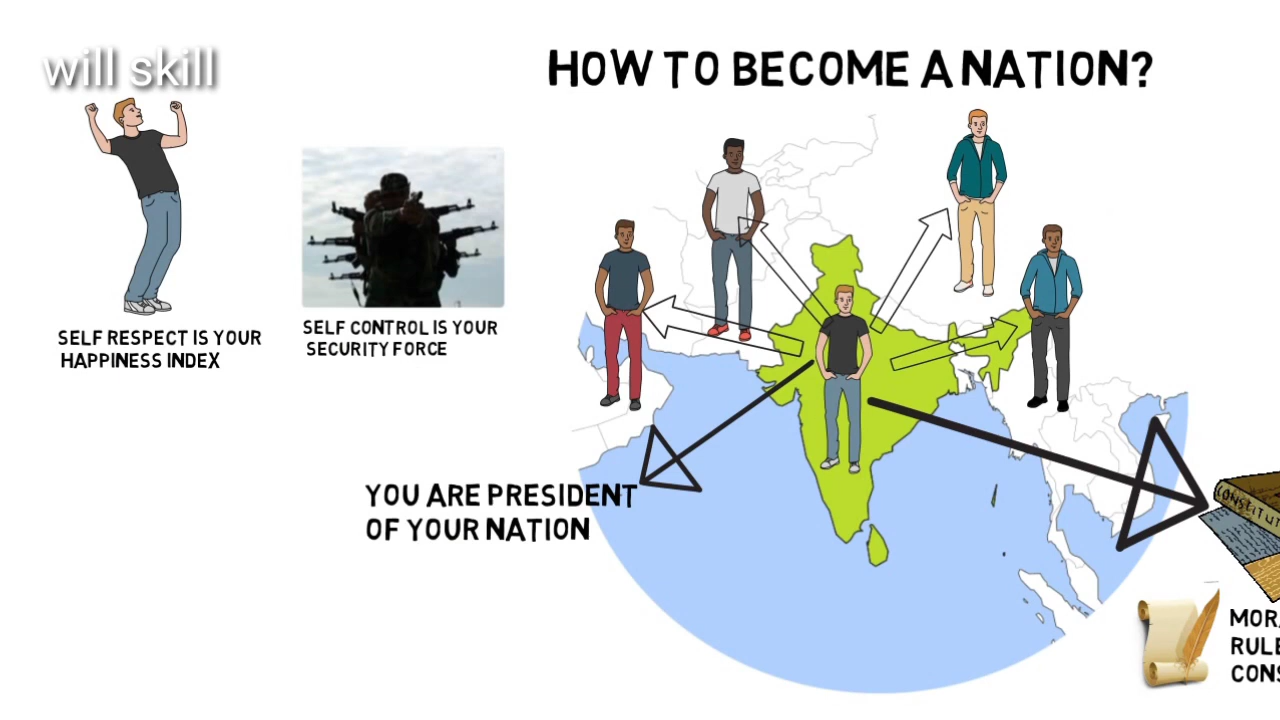 will skill
HOW TO BECOME A NATION?
SELF RESPECT IS YOUR
HAPPINESS INDEX
SELF CONTROL IS YOUR
SECURITY FORCE
YOU ARE PRESIDENT
OF YOUR NATION